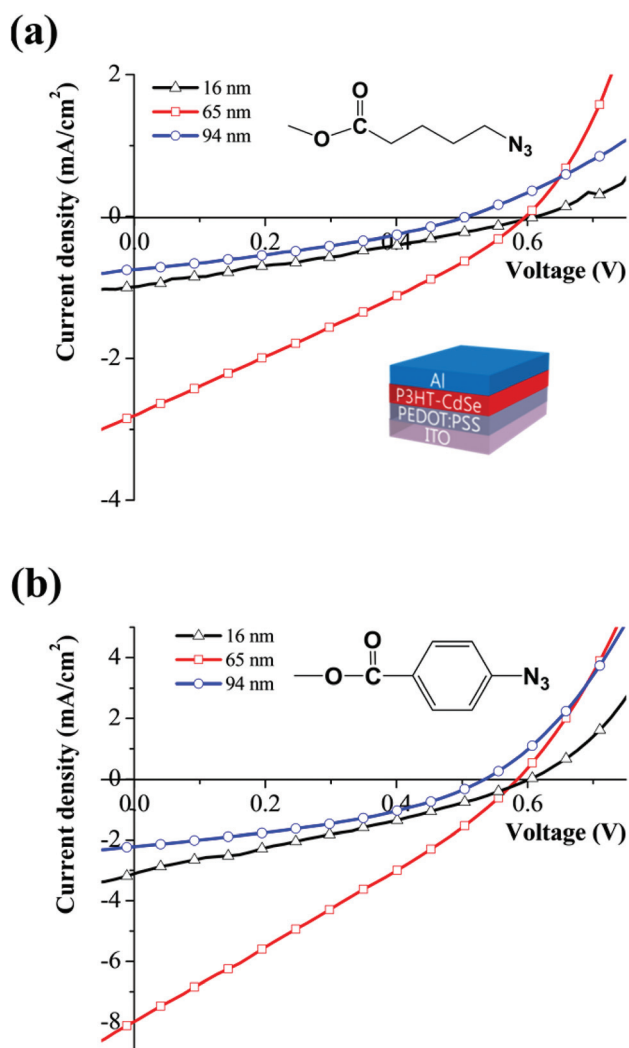 (a)
2
0
-2
-4
Current density (mA/cm²)
16 nm
65 nm
94 nm
O
O C
N₃
0.0 0.2 0.4 0.6
Voltage (V)
Al
P3HT-CdSe
PEDOT:PSS
ITO
(b)
4
2
0
-2
-4
-6
-8
Current density (mA/cm²)
16 nm
65 nm
94 nm
O
O C
N₃
0.0 0.2 0.4 0.6
Voltage (V)